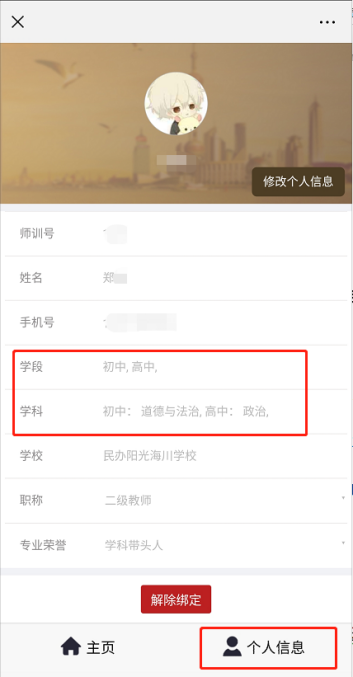 修改个人信息
师训号
姓名 郑
手机号
学段 初中, 高中,
学科 初中： 道德与法治, 高中： 政治,
学校 民办阳光海川学校
职称 二级教师
专业荣誉 学科带头人
解除绑定
主页 个人信息